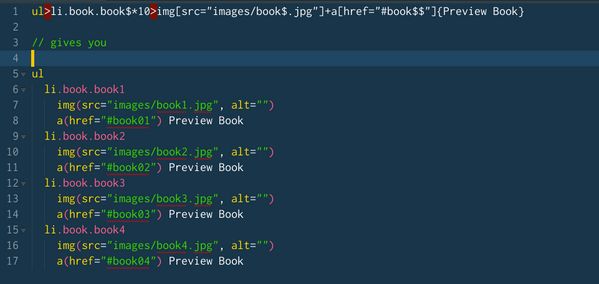 1 ul>li.book.book$*10>img[src="images/book$.jpg"]+a[href="#book$$"]{Preview Book}
2
3 // gives you
4
5 ul
6 li.book.book1
7 img(src="images/book1.jpg", alt="")
8 a(href="#book01") Preview Book
9 li.book.book2
10 img(src="images/book2.jpg", alt="")
11 a(href="#book02") Preview Book
12 li.book.book3
13 img(src="images/book3.jpg", alt="")
14 a(href="#book03") Preview Book
15 li.book.book4
16 img(src="images/book4.jpg", alt="")
17 a(href="#book04") Preview Book